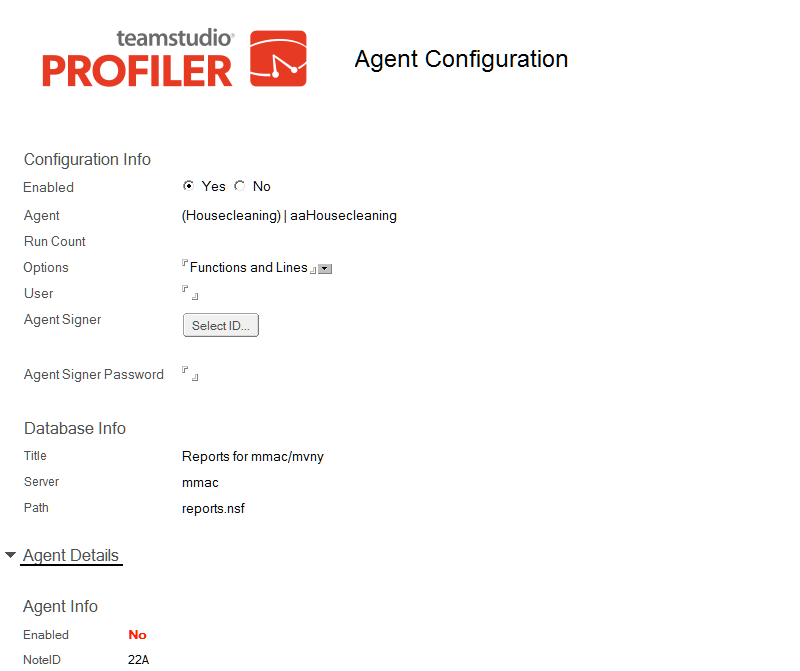 teamstudio
PROFILER
Agent Configuration
Configuration Info
Enabled Yes No
Agent (Housecleaning) | aaHousecleaning
Run Count
Options Functions and Lines
User
Agent Signer Select ID...
Agent Signer Password
Database Info
Title Reports for mmac/mvny
Server mmac
Path reports.nsf
Agent Details
Agent Info
Enabled No
NoteID 22A